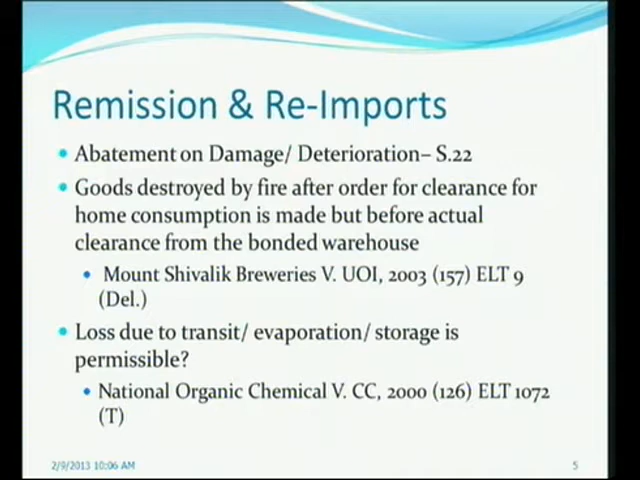 Remission & Re-Imports
Abatement on Damage/ Deterioration– S.22
Goods destroyed by fire after order for clearance for
home consumption is made but before actual
clearance from the bonded warehouse
Mount Shivalik Breweries V. UOI, 2003 (157) ELT 9
(Del.)
Loss due to transit/ evaporation/ storage is
permissible?
National Organic Chemical V. CC, 2000 (126) ELT 1072
(T)
2/9/2013 10:06 AM
5